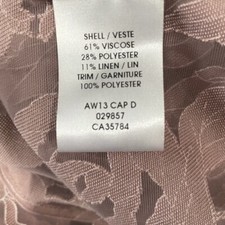 SHELL / VESTE
61% VISCOSE
28% POLYESTER
11% LINEN / LIN
TRIM / GARNITURE
100% POLYESTER
AW13 CAP D
029857
CA35784